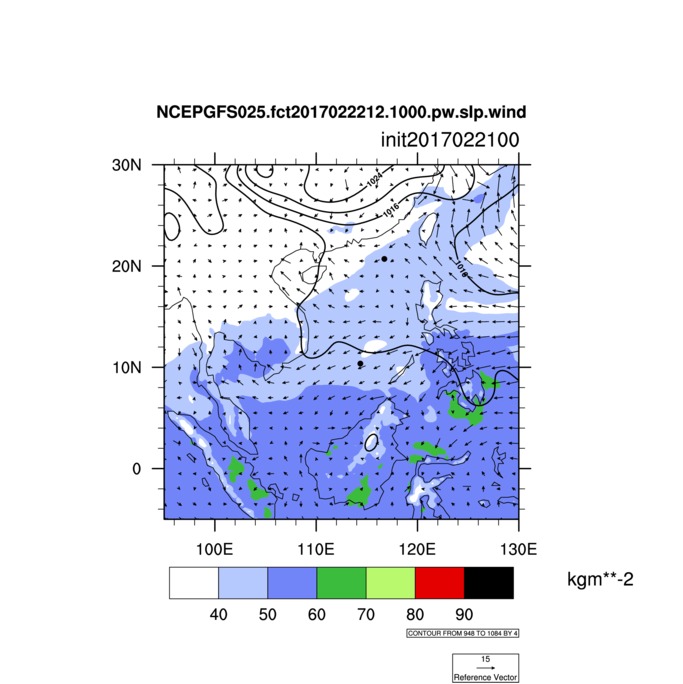 NCEPGFS025.fct2017022212.1000.pw.slp.wind
init2017022100
30N
20N
10N
0
1024
1016
1016
100E 110E 120E 130E
kgm**-2
40 50 60 70 80 90
CONTOUR FROM 948 TO 1084 BY 4
15
Reference Vector